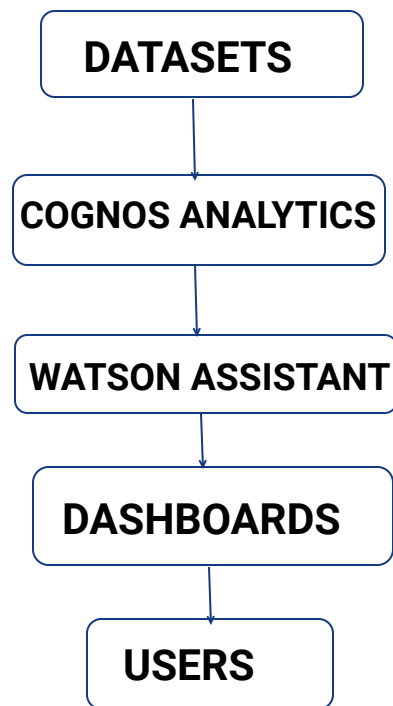 DATASETS
COGNOS ANALYTICS
WATSON ASSISTANT
DASHBOARDS
USERS